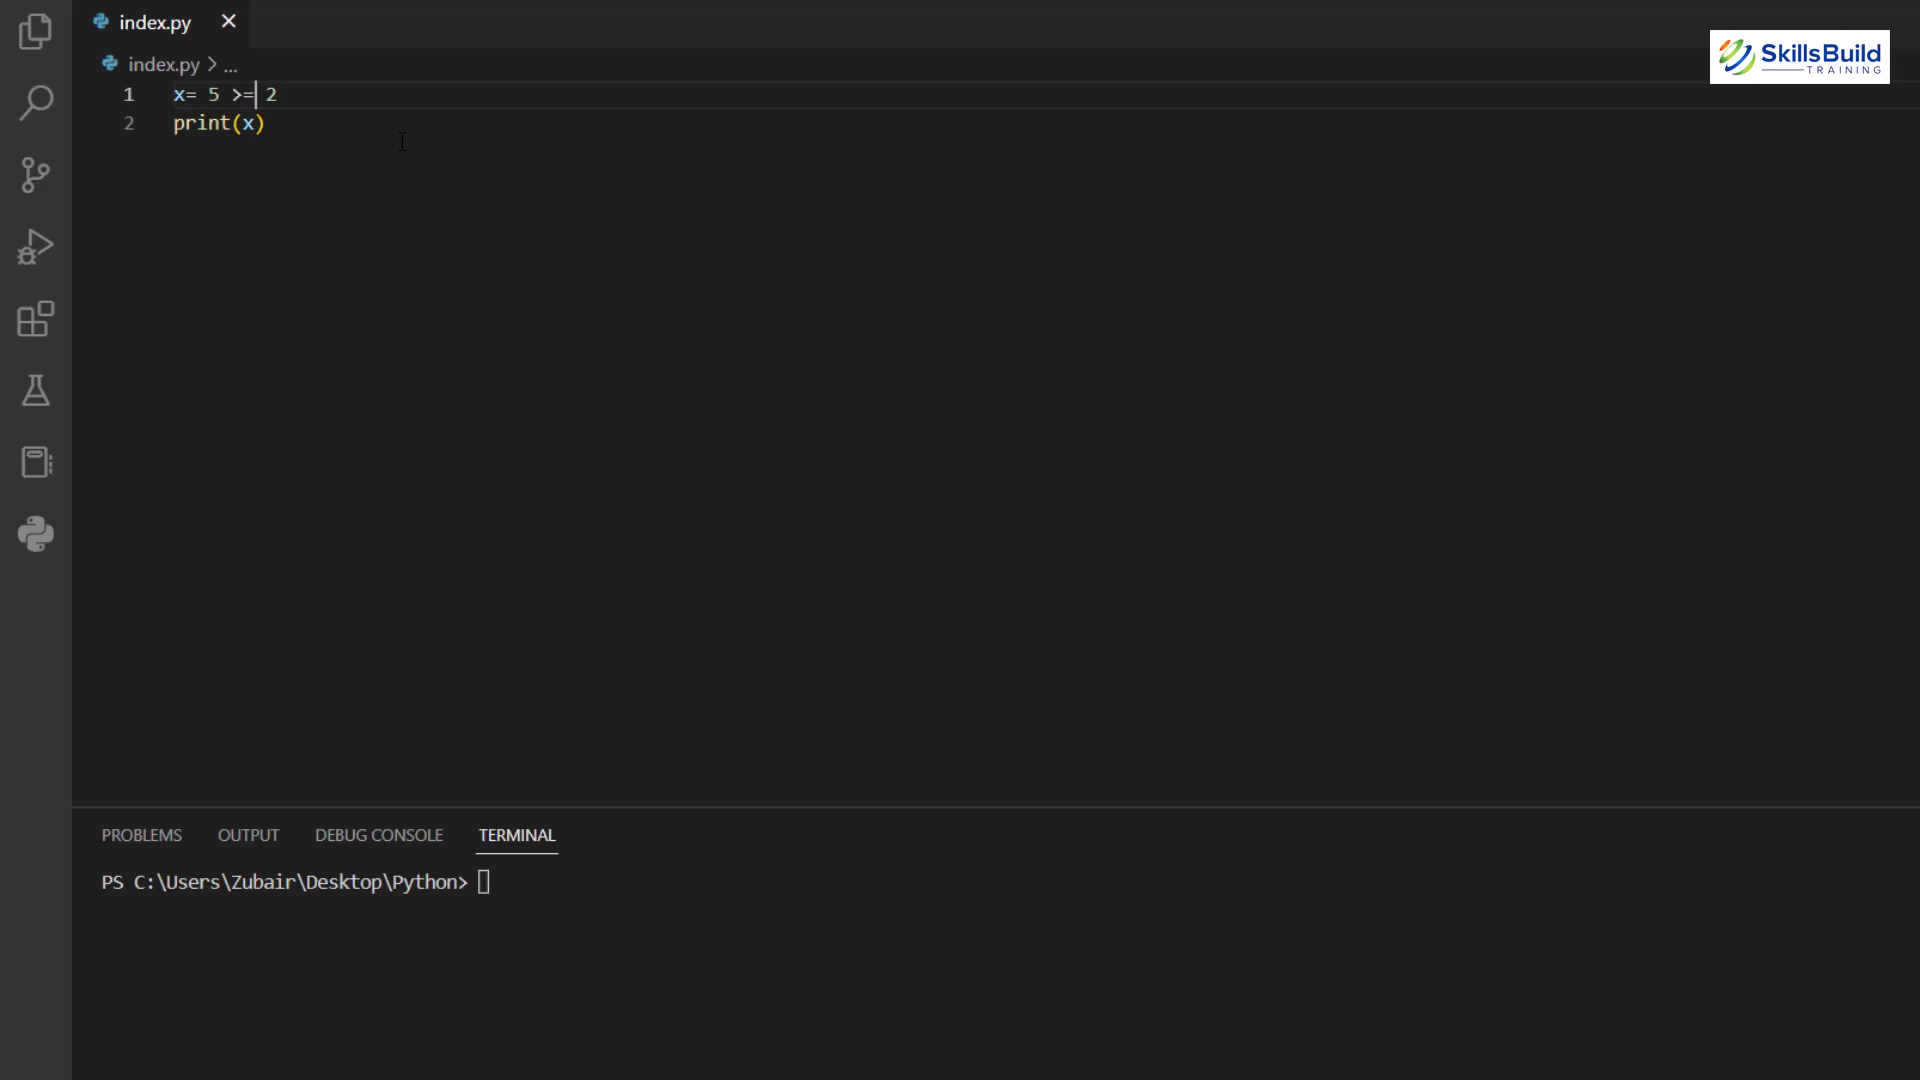 index.py
SkillsBuild
TRAINING
index.py > ...
1 x= 5 >= 2
2 print(x)
PROBLEMS OUTPUT DEBUG CONSOLE TERMINAL
PS C:\Users\Zubair\Desktop\Python>